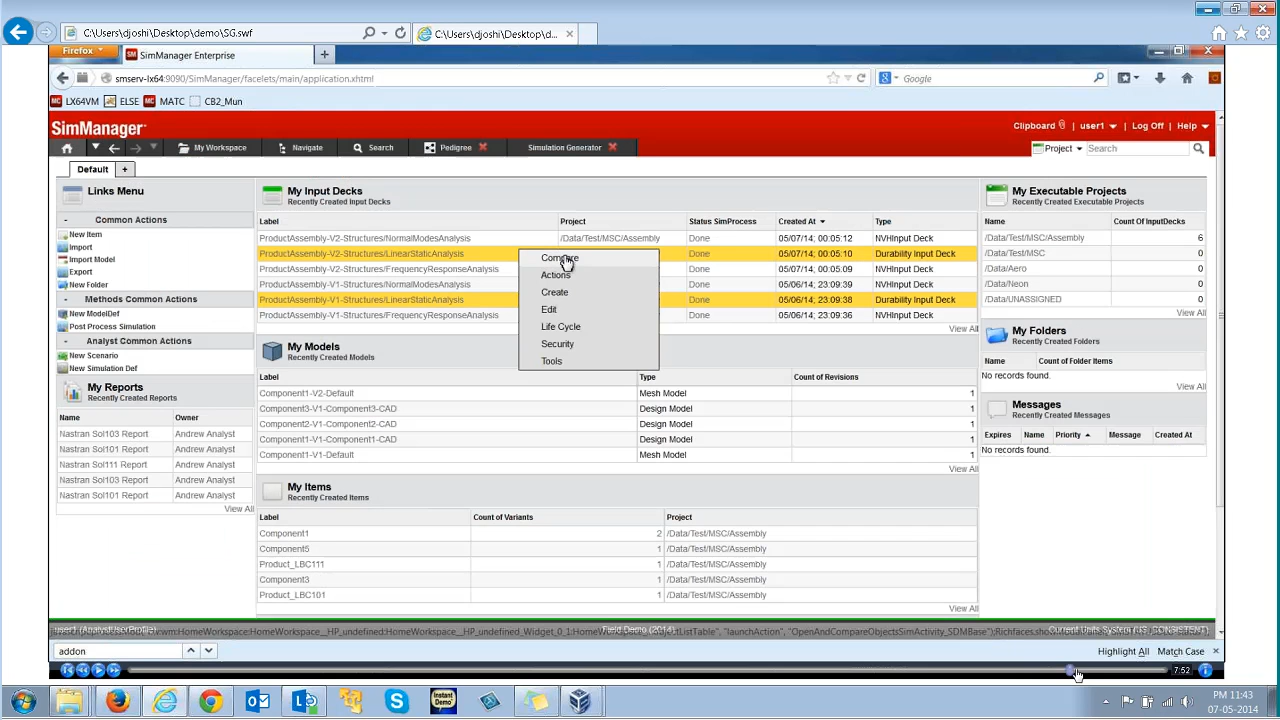 C:\Users\djoshi\Desktop\demo\SG.swf
C:\Users\djoshi\Desktop\d...
Firefox
SimManager Enterprise
smserv-lx64:9090/SimManager/facelets/main/application.xhtml
Google
LX64VM ELSE MATC CB2_Mun
SimManager
Clipboard user1 Log Off Help
My Workspace Navigate Search Pedigree Simulation Generator
Project Search
Default +
Links Menu
- Common Actions
New Item
Import
Import Model
Export
- Methods Common Actions
New ModelDef
Post Process Simulation
- Analyst Common Actions
New Scenario
New Simulation Def
My Reports
Recently Created Reports
Name Owner
Nastran Sol103 Report Andrew Analyst
Nastran Sol101 Report Andrew Analyst
Nastran Sol111 Report Andrew Analyst
Nastran Sol103 Report Andrew Analyst
Nastran Sol101 Report Andrew Analyst
View All
My Input Decks
Recently Created Input Decks
Label Project Status SimProcess Created At Type
ProductAssembly-V2-Structures/NormalModesAnalysis /Data/Test/MSC/Assembly Done 05/07/14; 00:05:12 NVHInput Deck
ProductAssembly-V2-Structures/LinearStaticAnalysis Done 05/07/14; 00:05:10 Durability Input Deck
ProductAssembly-V2-Structures/FrequencyResponseAnalysis Done 05/07/14; 00:05:09 NVHInput Deck
ProductAssembly-V1-Structures/NormalModesAnalysis Done 05/06/14; 23:09:39 NVHInput Deck
ProductAssembly-V1-Structures/LinearStaticAnalysis Done 05/06/14; 23:09:38 Durability Input Deck
ProductAssembly-V1-Structures/FrequencyResponseAnalysis Done 05/06/14; 23:09:36 NVHInput Deck
View All
Compare
Actions
Create
Edit
Life Cycle
Security
Tools
My Models
Recently Created Models
Label Type Count of Revisions
Component1-V2-Default Mesh Model 1
Component3-V1-Component3-CAD Design Model 1
Component2-V1-Component2-CAD Design Model 1
Component1-V1-Component1-CAD Design Model 1
Component1-V1-Default Mesh Model 1
View All
My Items
Recently Created Items
Label Count of Variants Project
Component1 2 /Data/Test/MSC/Assembly
Component5 1 /Data/Test/MSC/Assembly
Product_LBC111 1 /Data/Test/MSC/Assembly
Component3 1 /Data/Test/MSC/Assembly
Product_LBC101 1 /Data/Test/MSC/Assembly
View All
My Executable Projects
Recently Created Executable Projects
Name Count Of InputDecks
/Data/Test/MSC/Assembly 6
/Data/Test/MSC 0
/Data/Aero 0
/Data/Neon 0
/Data/UNASSIGNED 0
View All
My Folders
Recently Created Folders
Name Count of Folder Items
No records found.
View All
Messages
Recently Created Messages
Expires Name Priority Message Created At
No records found.
HomeWorkspace:HomeWorkspace__HP_undefined:HomeWorkspace__HP_undefined_Widget_0_1:HomeWorkspace "launchAction", "OpenAndCompareObjectsSimActivity_SDMBase");Richfaces
addon
Highlight All Match Case
7:52
Instant Demo
PM 11:43
07-05-2014